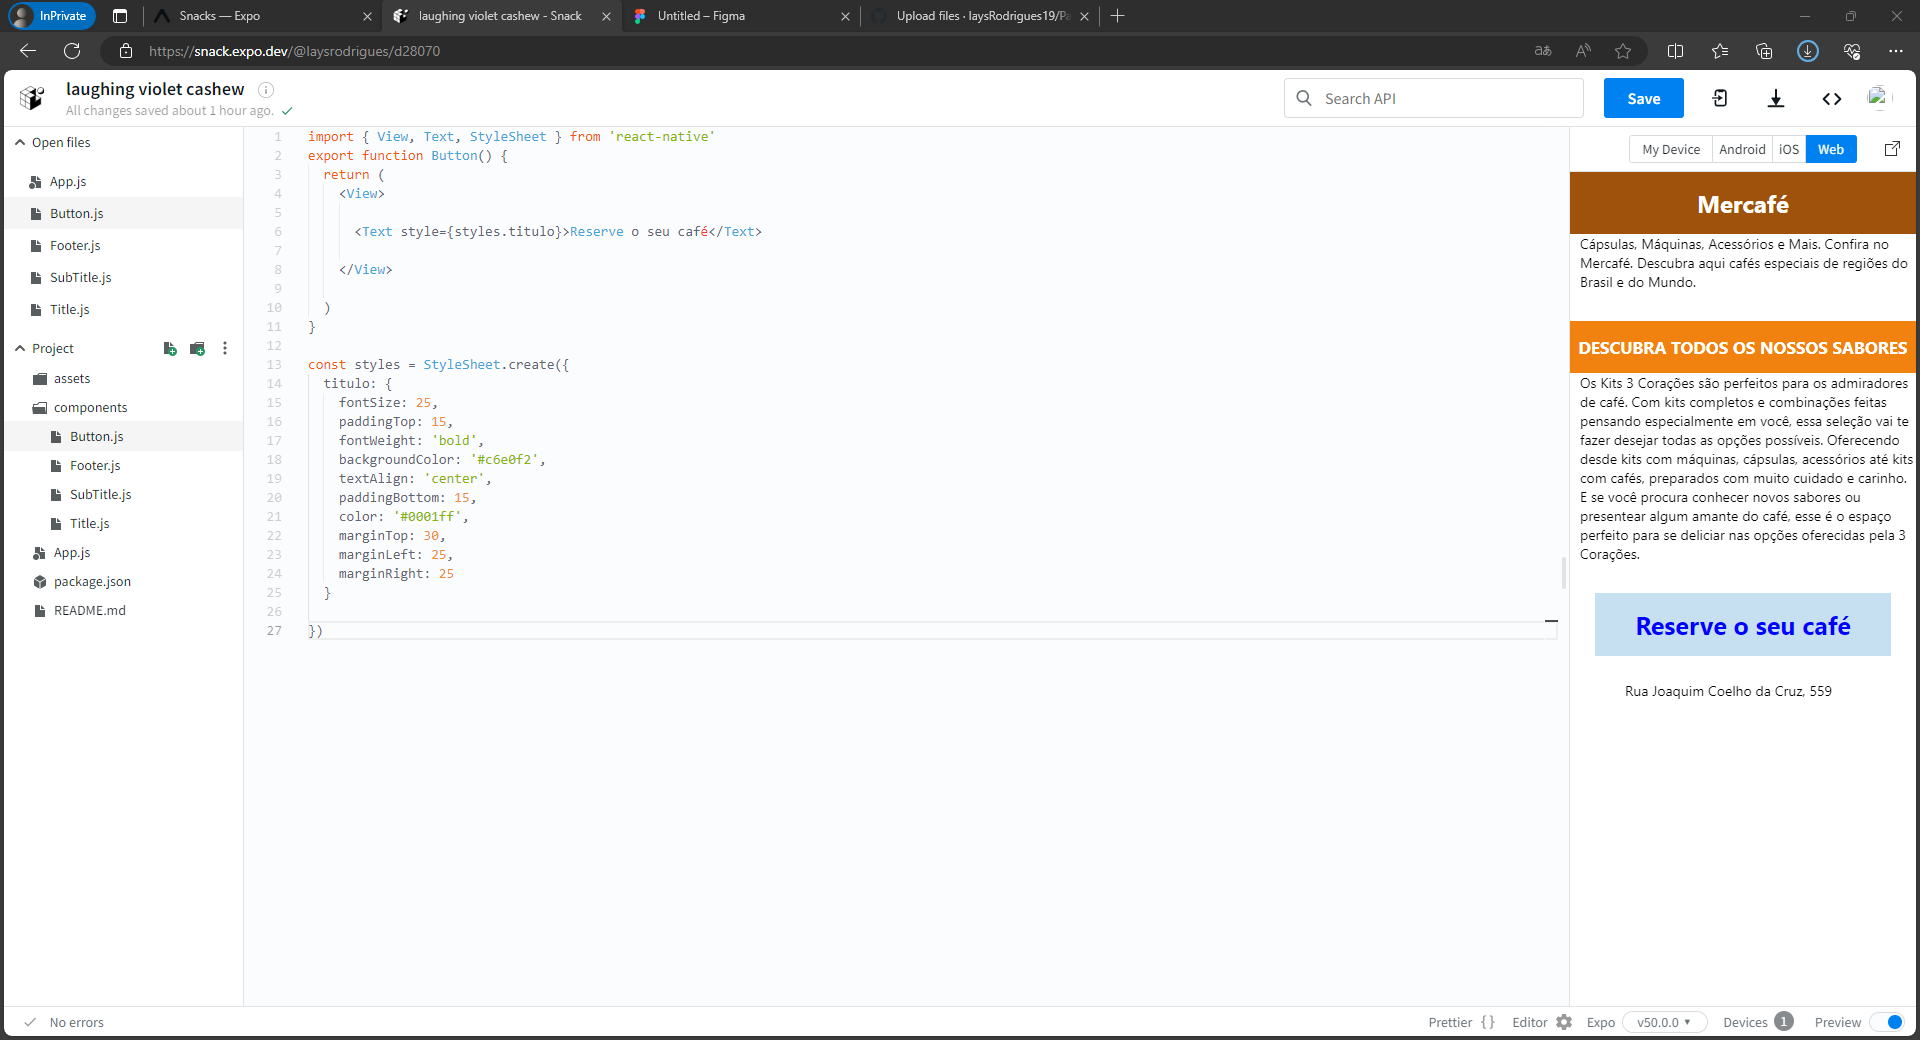 InPrivate
Snacks — Expo
laughing violet cashew - Snack
Untitled – Figma
Upload files · laysRodrigues19/Pa
https://snack.expo.dev/@laysrodrigues/d28070
laughing violet cashew
All changes saved about 1 hour ago.
Search API
Save
Open files
App.js
Button.js
Footer.js
SubTitle.js
Title.js
Project
assets
components
Button.js
Footer.js
SubTitle.js
Title.js
App.js
package.json
README.md
1 import { View, Text, StyleSheet } from 'react-native'
2 export function Button() {
3 return (
4 <View>
5
6 <Text style={styles.titulo}>Reserve o seu café</Text>
7
8 </View>
9
10 )
11 }
12
13 const styles = StyleSheet.create({
14 titulo: {
15 fontSize: 25,
16 paddingTop: 15,
17 fontWeight: 'bold',
18 backgroundColor: '#c6e0f2',
19 textAlign: 'center',
20 paddingBottom: 15,
21 color: '#0001ff',
22 marginTop: 30,
23 marginLeft: 25,
24 marginRight: 25
25 }
26
27 })
My Device
Android
iOS
Web
Mercafé
Cápsulas, Máquinas, Acessórios e Mais. Confira no
Mercafé. Descubra aqui cafés especiais de regiões do
Brasil e do Mundo.
DESCUBRA TODOS OS NOSSOS SABORES
Os Kits 3 Corações são perfeitos para os admiradores
de café. Com kits completos e combinações feitas
pensando especialmente em você, essa seleção vai te
fazer desejar todas as opções possíveis. Oferecendo
desde kits com máquinas, cápsulas, acessórios até kits
com cafés, preparados com muito cuidado e carinho.
E se você procura conhecer novos sabores ou
presentear algum amante do café, esse é o espaço
perfeito para se deliciar nas opções oferecidas pela 3
Corações.
Reserve o seu café
Rua Joaquim Coelho da Cruz, 559
No errors
Prettier {}
Editor
Expo
v50.0.0
Devices 1
Preview